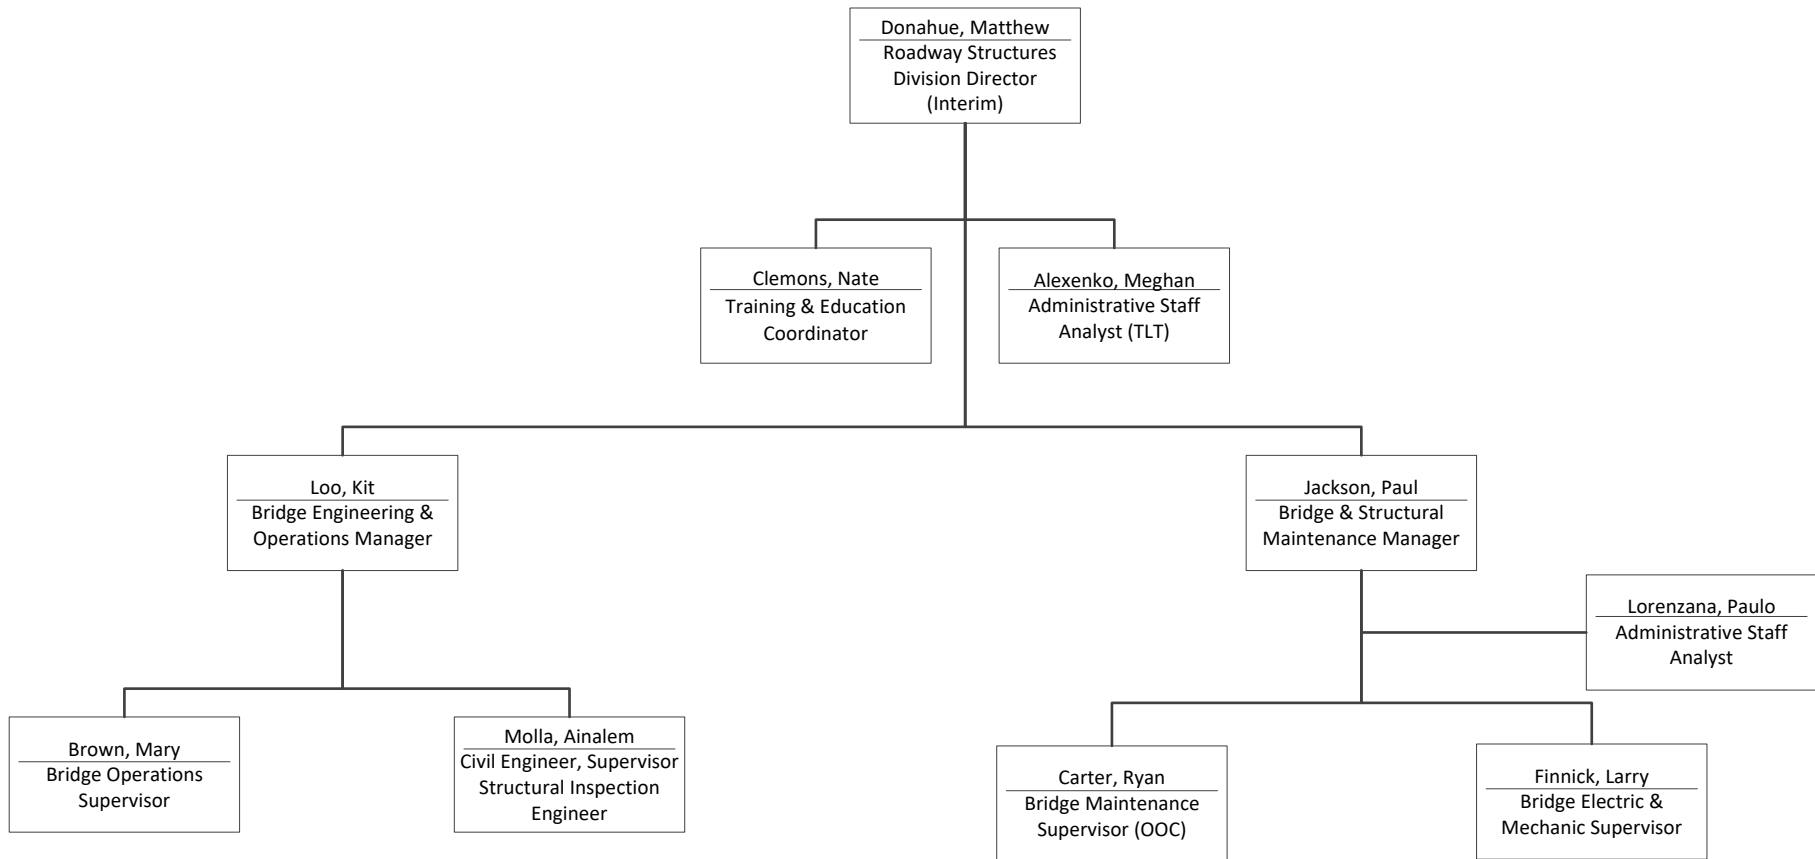 Donahue, Matthew
Roadway Structures
Division Director
(Interim)
Clemons, Nate
Training & Education
Coordinator
Alexenko, Meghan
Administrative Staff
Analyst (TLT)
Loo, Kit
Bridge Engineering &
Operations Manager
Jackson, Paul
Bridge & Structural
Maintenance Manager
Lorenzana, Paulo
Administrative Staff
Analyst
Brown, Mary
Bridge Operations
Supervisor
Molla, Ainalem
Civil Engineer, Supervisor
Structural Inspection
Engineer
Carter, Ryan
Bridge Maintenance
Supervisor (OOC)
Finnick, Larry
Bridge Electric &
Mechanic Supervisor